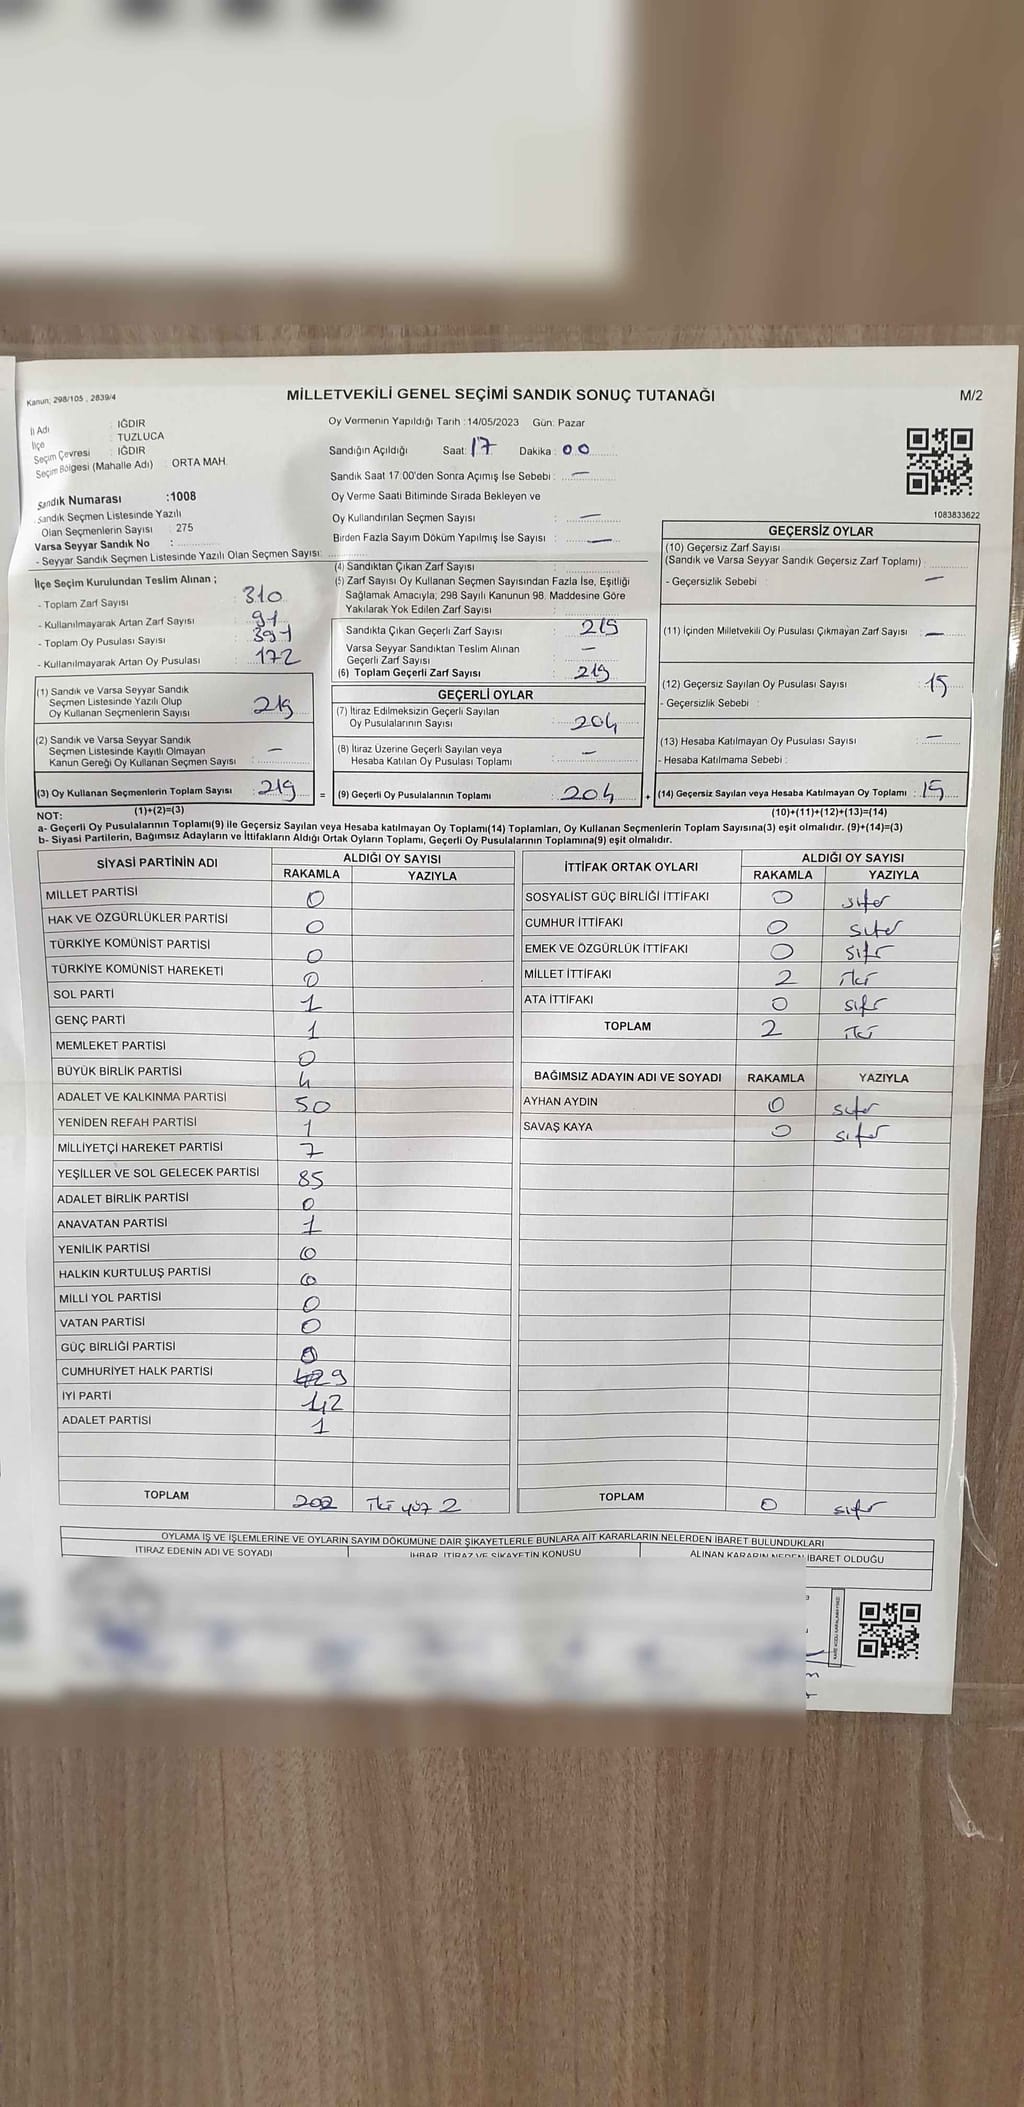 Kanun; 298/105 , 2839/4
MİLLETVEKİLİ GENEL SEÇİMİ SANDIK SONUÇ TUTANAĞI
M/2
İl Adı : IĞDIR
İlçe : TUZLUCA
Seçim Çevresi : IĞDIR
Seçim Bölgesi (Mahalle Adı) : ORTA MAH.
Sandık Numarası :1008
Sandık Seçmen Listesinde Yazılı
Olan Seçmenlerin Sayısı : 275
Varsa Seyyar Sandık No :
- Seyyar Sandık Seçmen Listesinde Yazılı Olan Seçmen Sayısı:
Oy Vermenin Yapıldığı Tarih :14/05/2023 Gün: Pazar
Sandığın Açıldığı Saat: 17 Dakika : 00
Sandık Saat 17:00'den Sonra Açılmış İse Sebebi : —
Oy Verme Saati Bitiminde Sırada Bekleyen ve
Oy Kullandırılan Seçmen Sayısı : —
Birden Fazla Sayım Döküm Yapılmış İse Sayısı : —
1083833622
İlçe Seçim Kurulundan Teslim Alınan ;
- Toplam Zarf Sayısı : 310
- Kullanılmayarak Artan Zarf Sayısı : 91
- Toplam Oy Pusulası Sayısı : 391
- Kullanılmayarak Artan Oy Pusulası : 172
(1) Sandık ve Varsa Seyyar Sandık
Seçmen Listesinde Yazılı Olup
Oy Kullanan Seçmenlerin Sayısı : 219
(2) Sandık ve Varsa Seyyar Sandık
Seçmen Listesinde Kayıtlı Olmayan
Kanun Gereği Oy Kullanan Seçmen Sayısı : —
(3) Oy Kullanan Seçmenlerin Toplam Sayısı : 219 =
(1)+(2)=(3)
(4) Sandıktan Çıkan Zarf Sayısı :
(5) Zarf Sayısı Oy Kullanan Seçmen Sayısından Fazla İse, Eşitliği
Sağlamak Amacıyla; 298 Sayılı Kanunun 98. Maddesine Göre
Yakılarak Yok Edilen Zarf Sayısı :
Sandıkta Çıkan Geçerli Zarf Sayısı : 219
Varsa Seyyar Sandıktan Teslim Alınan
Geçerli Zarf Sayısı : —
(6) Toplam Geçerli Zarf Sayısı : 219
GEÇERLİ OYLAR
(7) İtiraz Edilmeksizin Geçerli Sayılan
Oy Pusulalarının Sayısı : 204
(8) İtiraz Üzerine Geçerli Sayılan veya
Hesaba Katılan Oy Pusulası Toplamı : —
(9) Geçerli Oy Pusulalarının Toplamı : 204 +
GEÇERSİZ OYLAR
(10) Geçersiz Zarf Sayısı
(Sandık ve Varsa Seyyar Sandık Geçersiz Zarf Toplamı) :
- Geçersizlik Sebebi : —
(11) İçinden Milletvekili Oy Pusulası Çıkmayan Zarf Sayısı : —
(12) Geçersiz Sayılan Oy Pusulası Sayısı : 15
- Geçersizlik Sebebi :
(13) Hesaba Katılmayan Oy Pusulası Sayısı : —
- Hesaba Katılmama Sebebi :
(14) Geçersiz Sayılan veya Hesaba Katılmayan Oy Toplamı : 15
(10)+(11)+(12)+(13)=(14)
NOT:
a- Geçerli Oy Pusulalarının Toplamı(9) ile Geçersiz Sayılan veya Hesaba katılmayan Oy Toplamı(14) Toplamları, Oy Kullanan Seçmenlerin Toplam Sayısına(3) eşit olmalıdır. (9)+(14)=(3)
b- Siyasi Partilerin, Bağımsız Adayların ve İttifakların Aldığı Ortak Oyların Toplamı, Geçerli Oy Pusulalarının Toplamına(9) eşit olmalıdır.
SİYASİ PARTİNİN ADI ALDIĞI OY SAYISI
RAKAMLA YAZIYLA
MİLLET PARTİSİ 0
HAK VE ÖZGÜRLÜKLER PARTİSİ 0
TÜRKİYE KOMÜNİST PARTİSİ 0
TÜRKİYE KOMÜNİST HAREKETİ 0
SOL PARTİ 1
GENÇ PARTİ 1
MEMLEKET PARTİSİ 0
BÜYÜK BİRLİK PARTİSİ 4
ADALET VE KALKINMA PARTİSİ 50
YENİDEN REFAH PARTİSİ 1
MİLLİYETÇİ HAREKET PARTİSİ 7
YEŞİLLER VE SOL GELECEK PARTİSİ 85
ADALET BİRLİK PARTİSİ 0
ANAVATAN PARTİSİ 1
YENİLİK PARTİSİ 0
HALKIN KURTULUŞ PARTİSİ 0
MİLLİ YOL PARTİSİ 0
VATAN PARTİSİ 0
GÜÇ BİRLİĞİ PARTİSİ 0
CUMHURİYET HALK PARTİSİ 9
İYİ PARTİ 42
ADALET PARTİSİ 1
TOPLAM 202 iki yüz 2
İTTİFAK ORTAK OYLARI ALDIĞI OY SAYISI
RAKAMLA YAZIYLA
SOSYALİST GÜÇ BİRLİĞİ İTTİFAKI 0 sıfır
CUMHUR İTTİFAKI 0 sıfır
EMEK VE ÖZGÜRLÜK İTTİFAKI 0 sıfır
MİLLET İTTİFAKI 2 iki
ATA İTTİFAKI 0 sıfır
TOPLAM 2 iki
BAĞIMSIZ ADAYIN ADI VE SOYADI RAKAMLA YAZIYLA
AYHAN AYDIN 0 sıfır
SAVAŞ KAYA 0 sıfır
TOPLAM 0 sıfır
OYLAMA İŞ VE İŞLEMLERİNE VE OYLARIN SAYIM DÖKÜMÜNE DAİR ŞİKAYETLERLE BUNLARA AİT KARARLARIN NELERDEN İBARET BULUNDUKLARI
İTİRAZ EDENİN ADI VE SOYADI İHBAR, İTİRAZ VE ŞİKAYETİN KONUSU ALINAN KARARIN NEDEN İBARET OLDUĞU